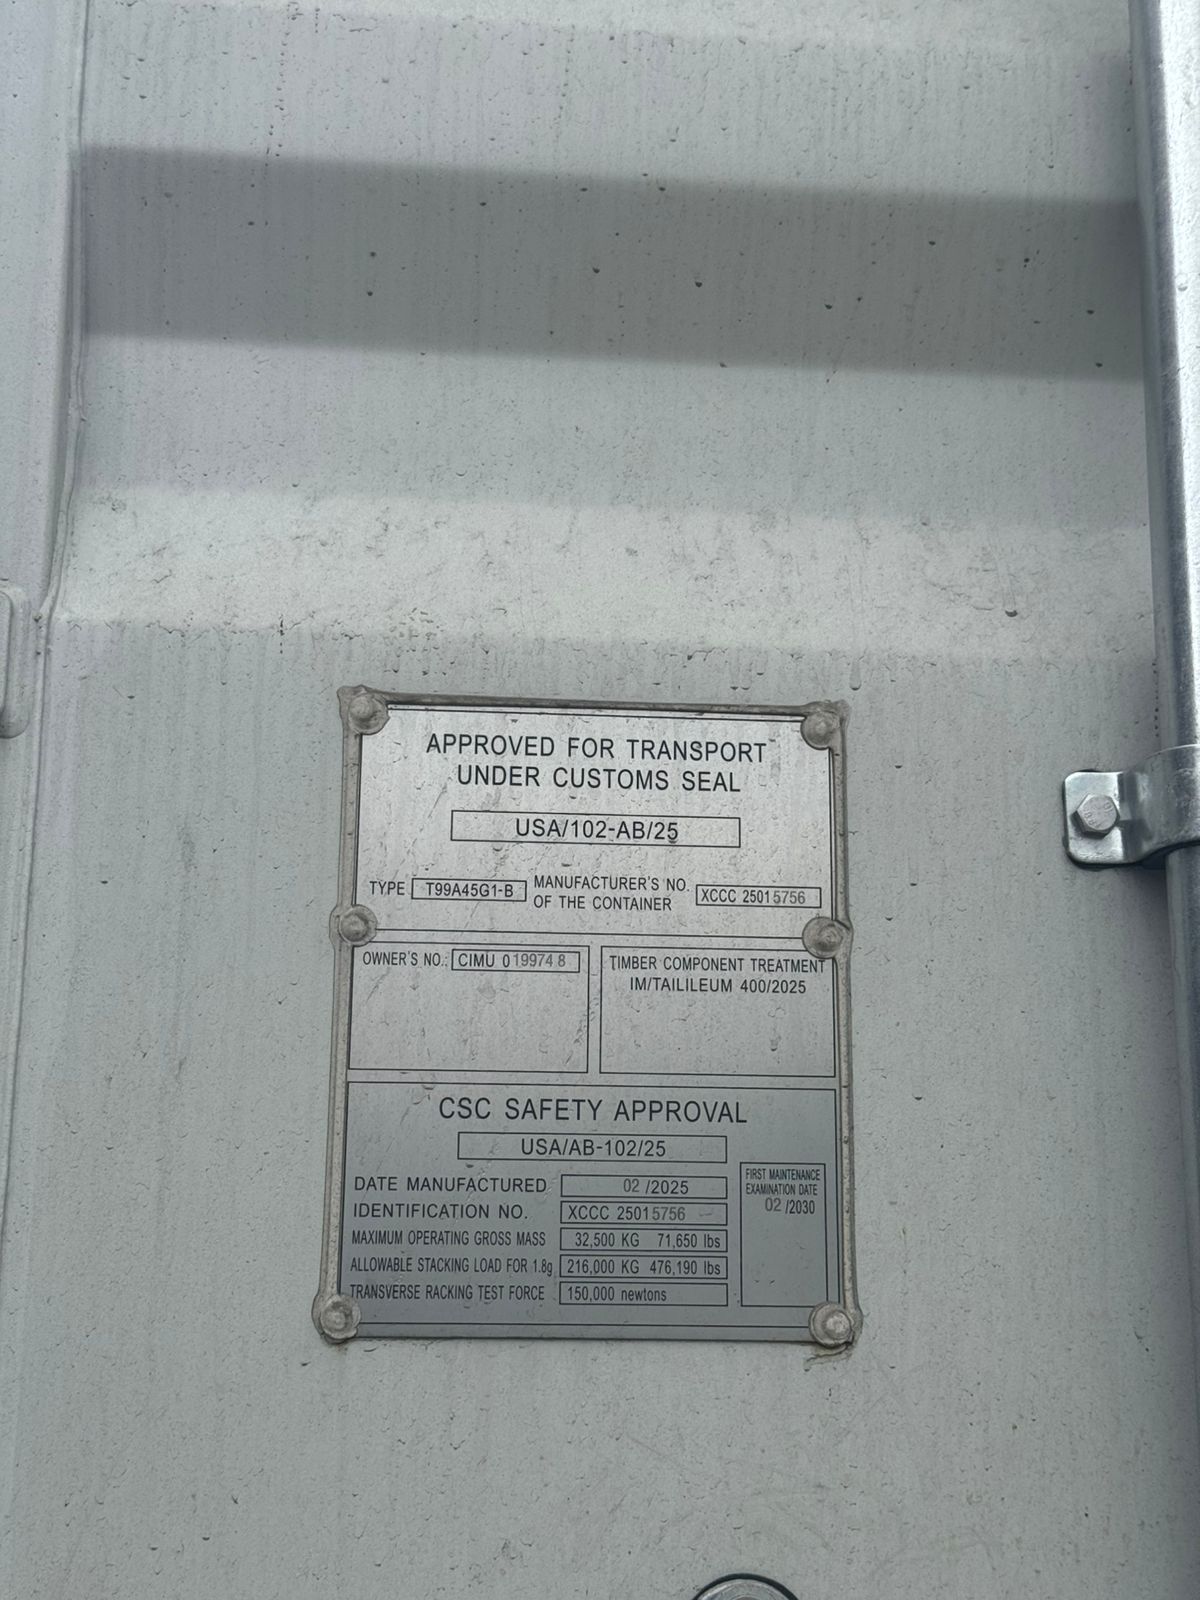 APPROVED FOR TRANSPORT
UNDER CUSTOMS SEAL
USA/102-AB/25
TYPE T99A45G1-B MANUFACTURER'S NO. OF THE CONTAINER XCCC 25015756
OWNER'S NO.: CIMU 019974 8
TIMBER COMPONENT TREATMENT
IM/TAILILEUM 400/2025
CSC SAFETY APPROVAL
USA/AB-102/25
DATE MANUFACTURED 02 /2025
IDENTIFICATION NO. XCCC 25015756
MAXIMUM OPERATING GROSS MASS 32,500 KG 71,650 lbs
ALLOWABLE STACKING LOAD FOR 1.8g 216,000 KG 476,190 lbs
TRANSVERSE RACKING TEST FORCE 150,000 newtons
FIRST MAINTENANCE
EXAMINATION DATE
02 /2030